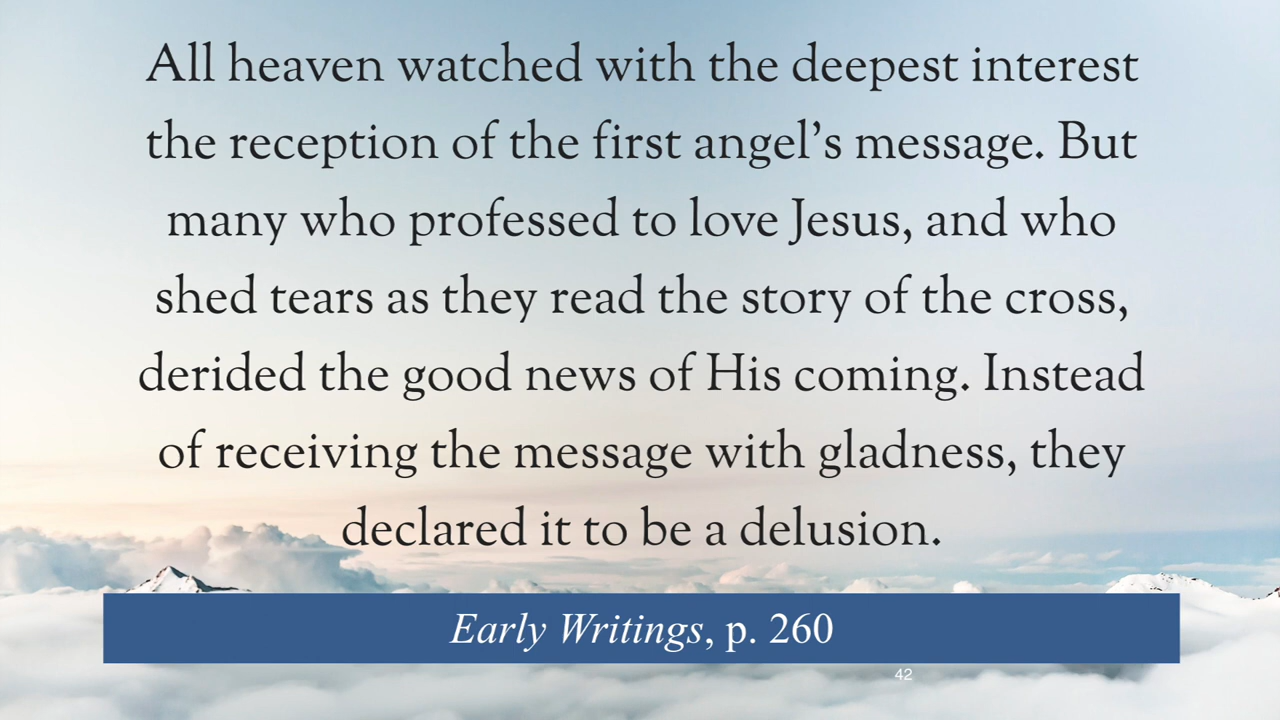 All heaven watched with the deepest interest
the reception of the first angel’s message. But
many who professed to love Jesus, and who
shed tears as they read the story of the cross,
derided the good news of His coming. Instead
of receiving the message with gladness, they
declared it to be a delusion.
Early Writings, p. 260
42